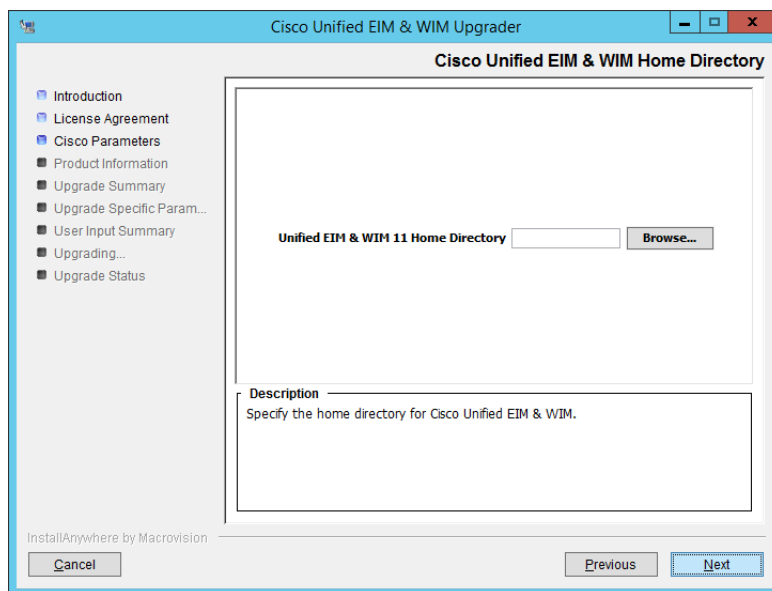 Cisco Unified EIM & WIM Upgrader
Cisco Unified EIM & WIM Home Directory
Introduction
License Agreement
Cisco Parameters
Product Information
Upgrade Summary
Upgrade Specific Param...
User Input Summary
Upgrading...
Upgrade Status
Unified EIM & WIM 11 Home Directory Browse...
Description
Specify the home directory for Cisco Unified EIM & WIM.
InstallAnywhere by Macrovision
Cancel Previous Next